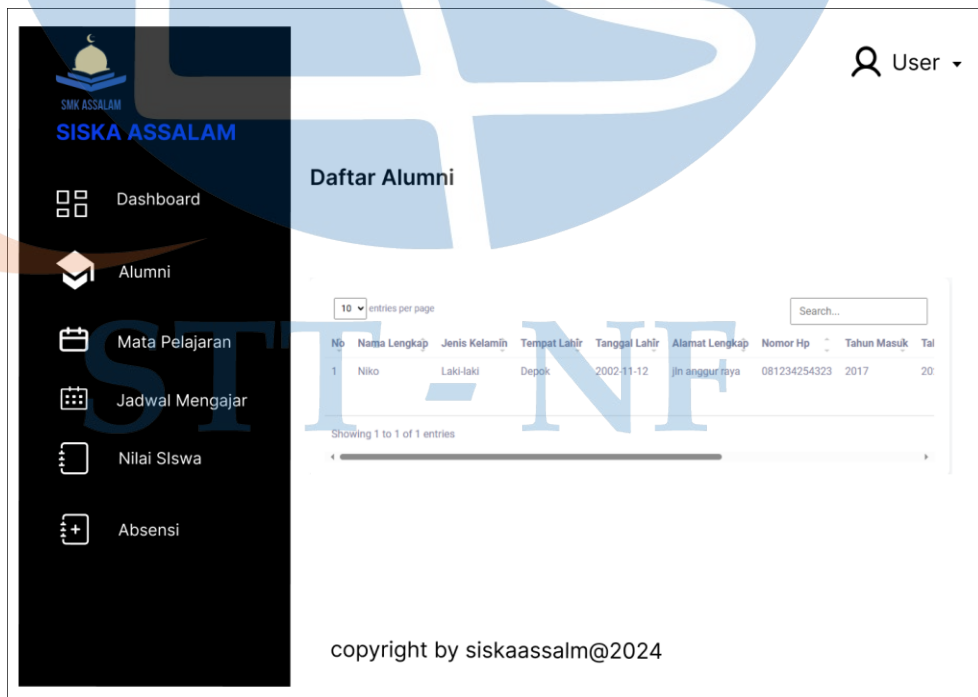 SMK ASSALAM
SISKA ASSALAM
Dashboard
Alumni
Mata Pelajaran
Jadwal Mengajar
Nilai SIswa
Absensi
User
Daftar Alumni
10 entries per page
Search...
No Nama Lengkap Jenis Kelamin Tempat Lahir Tanggal Lahir Alamat Lengkap Nomor Hp Tahun Masuk
1 Niko Laki-laki Depok 2002-11-12 jln anggur raya 081234254323 2017
Showing 1 to 1 of 1 entries
STT - NF
copyright by siskaassalm@2024